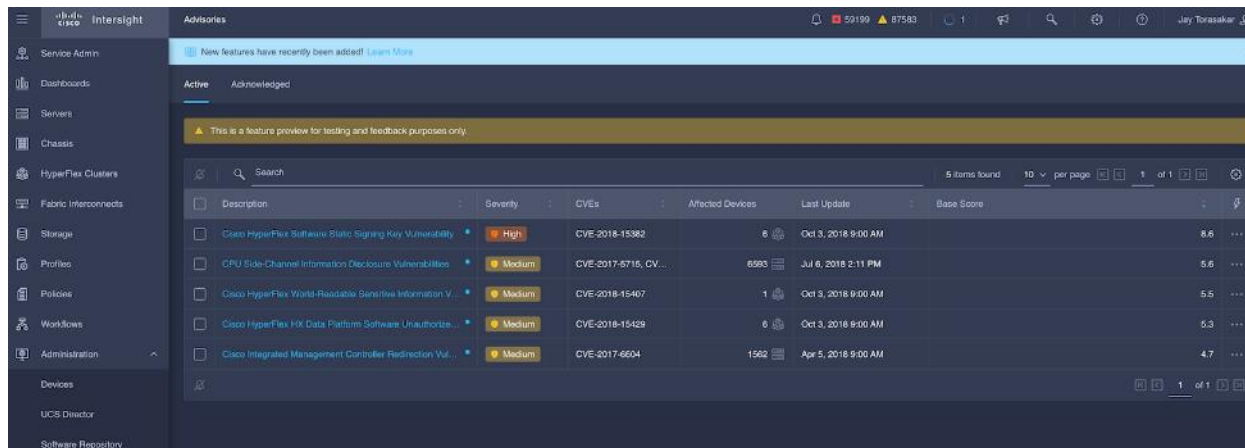 cisco Intersight
Advisories
59199 87583 1 Jay Torasakar
Service Admin
Dashboards
Servers
Chassis
HyperFlex Clusters
Fabric Interconnects
Storage
Profiles
Policies
Workflows
Administration
Devices
UCS Director
Software Repository
New features have recently been added! Learn More
Active Acknowledged
This is a feature preview for testing and feedback purposes only.
Search 5 items found 10 per page 1 of 1
Description Severity CVEs Affected Devices Last Update Base Score
Cisco HyperFlex Software Static Signing Key Vulnerability High CVE-2018-15382 6 Oct 3, 2018 9:00 AM 8.6
CPU Side-Channel Information Disclosure Vulnerabilities Medium CVE-2017-5715, CV... 6593 Jul 6, 2018 2:11 PM 5.6
Cisco HyperFlex World-Readable Sensitive Information V... Medium CVE-2018-15407 1 Oct 3, 2018 9:00 AM 5.5
Cisco HyperFlex HX Data Platform Software Unauthorize... Medium CVE-2018-15429 6 Oct 3, 2018 9:00 AM 5.3
Cisco Integrated Management Controller Redirection Vul... Medium CVE-2017-6604 1562 Apr 5, 2018 9:00 AM 4.7
1 of 1